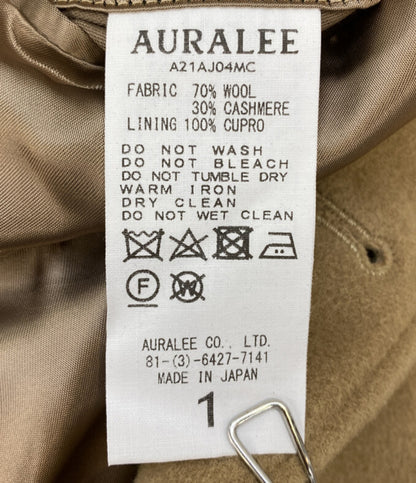 AURALEE
A21AJ04MC
FABRIC 70% WOOL
30% CASHMERE
LINING 100% CUPRO
DO NOT WASH
DO NOT BLEACH
DO NOT TUMBLE DRY
WARM IRON
DRY CLEAN
DO NOT WET CLEAN
F W
AURALEE CO., LTD.
81-(3)-6427-7141
MADE IN JAPAN
1